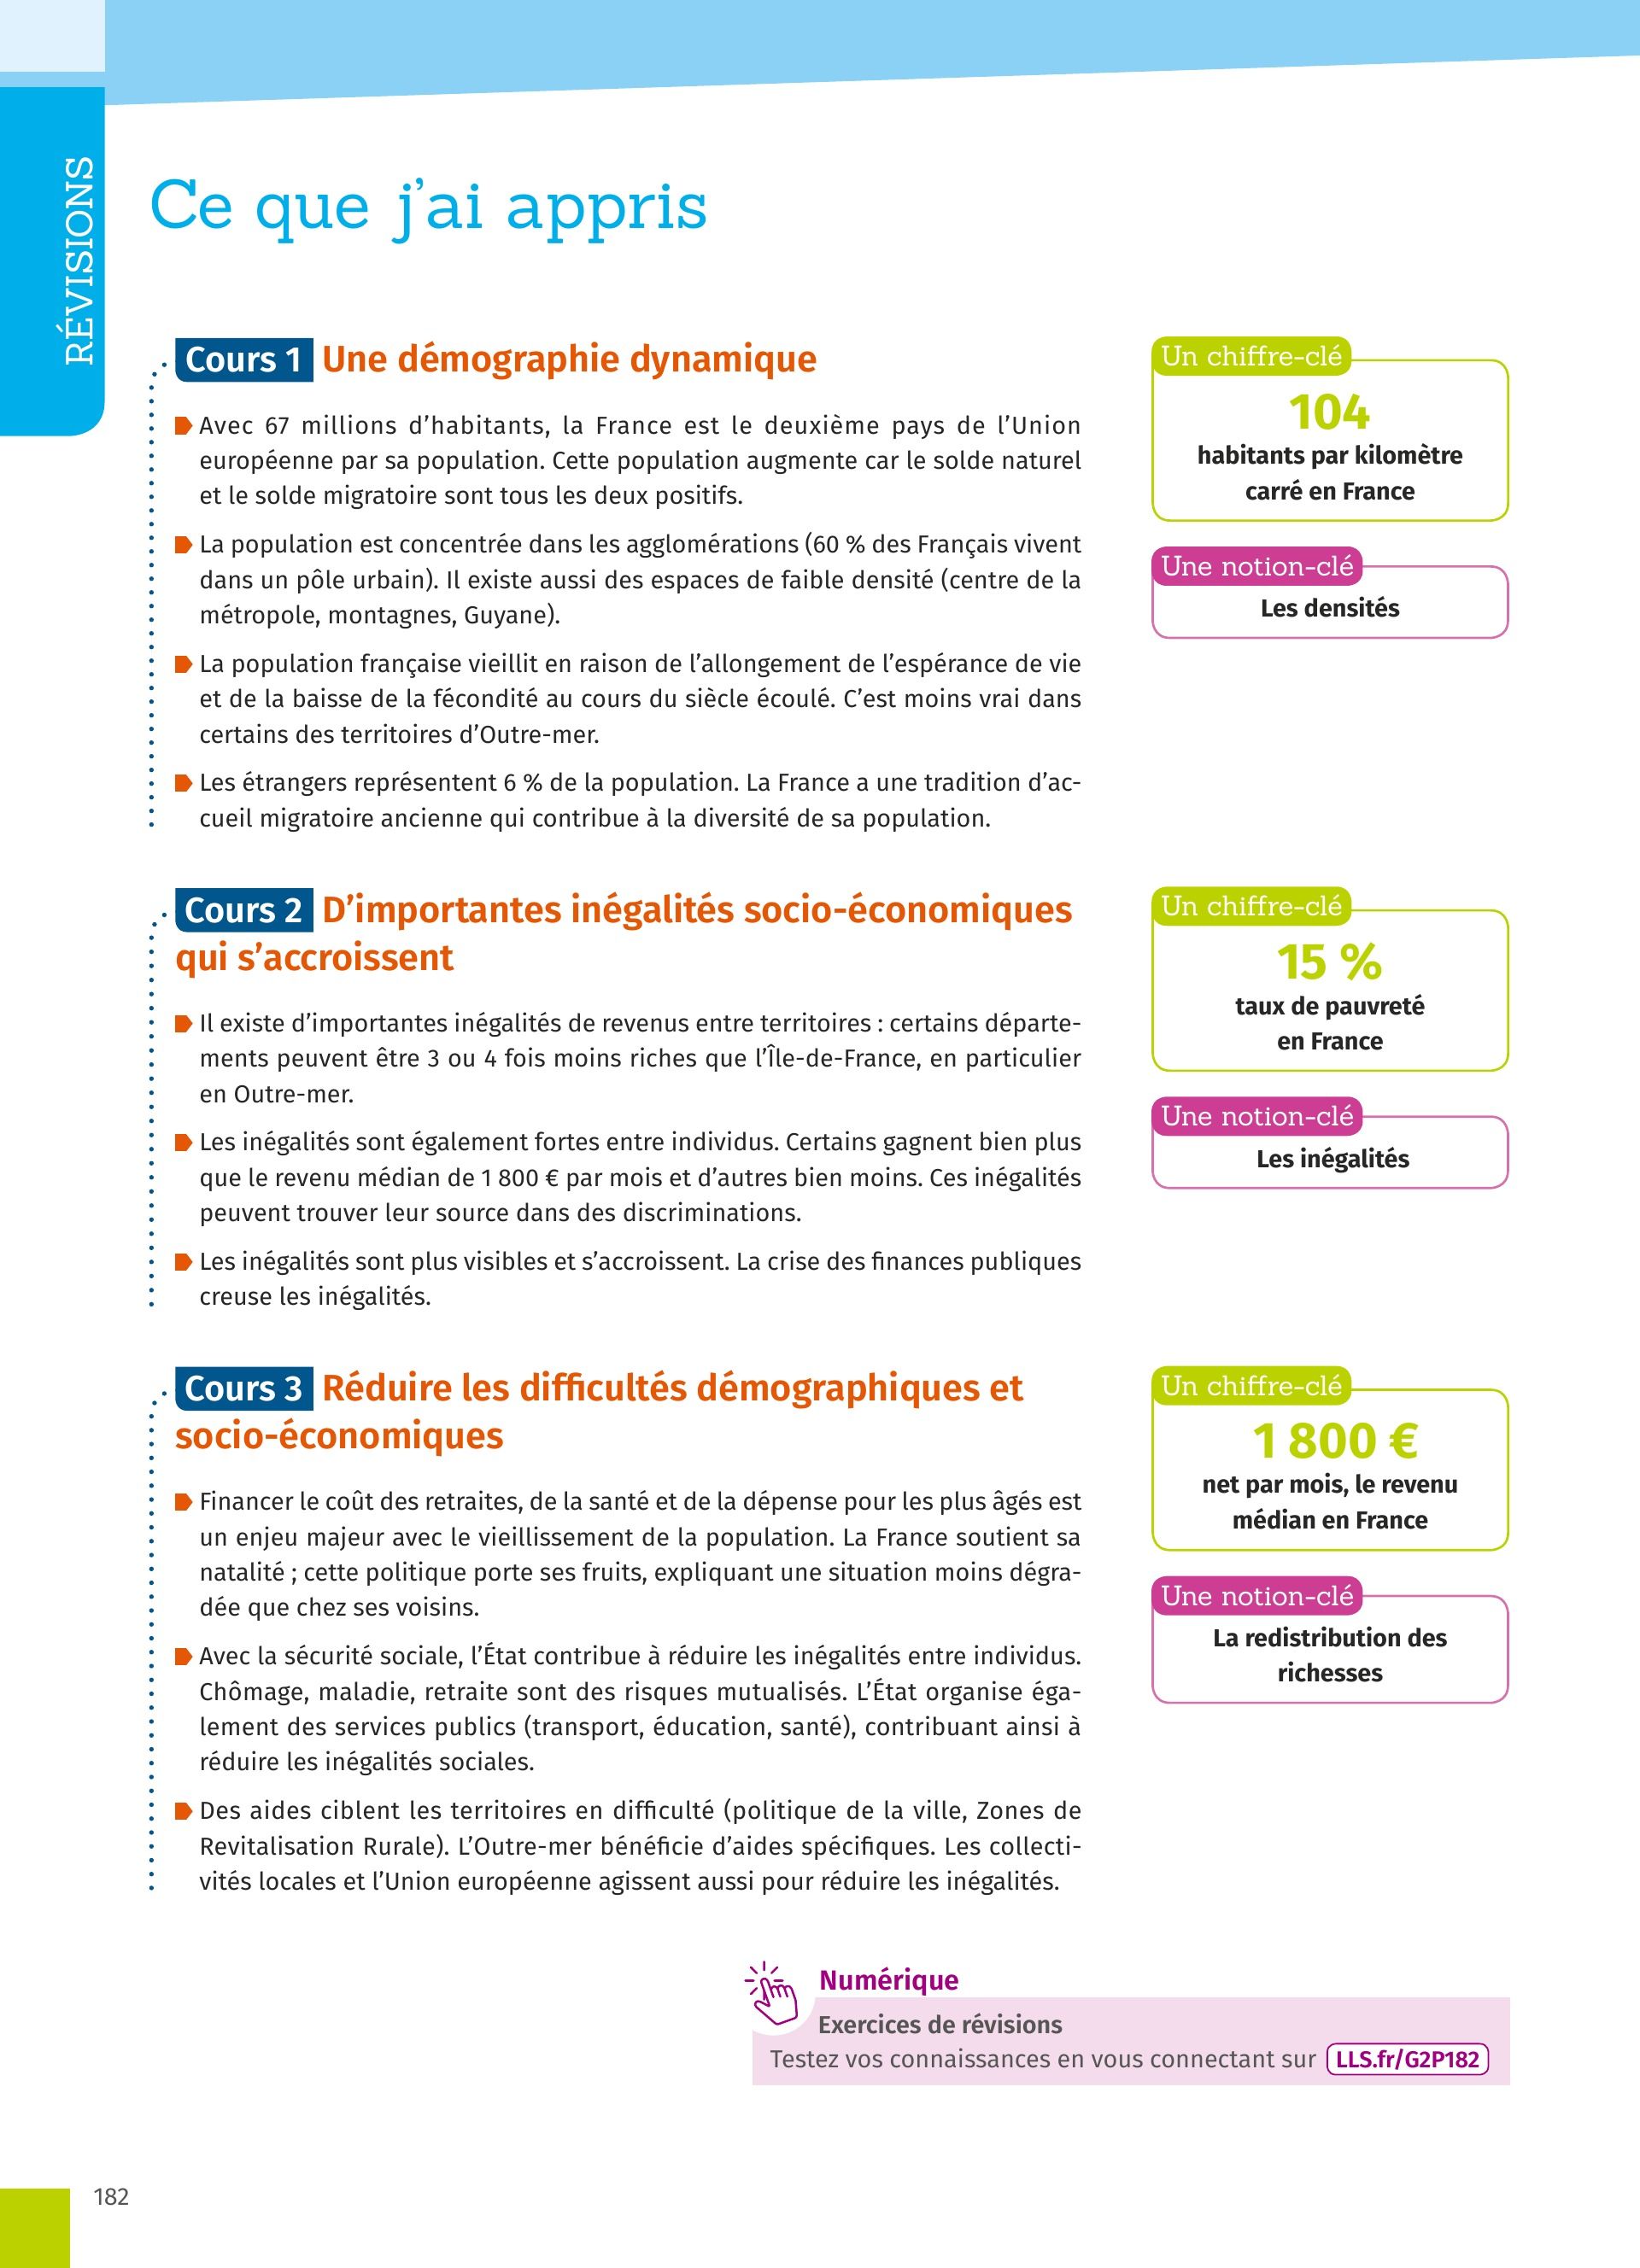 RÉVISIONS
Ce que j’ai appris
Cours 1 Une démographie dynamique
Avec 67 millions d’habitants, la France est le deuxième pays de l’Union
européenne par sa population. Cette population augmente car le solde naturel
et le solde migratoire sont tous les deux positifs.
La population est concentrée dans les agglomérations (60 % des Français vivent
dans un pôle urbain). Il existe aussi des espaces de faible densité (centre de la
métropole, montagnes, Guyane).
La population française vieillit en raison de l’allongement de l’espérance de vie
et de la baisse de la fécondité au cours du siècle écoulé. C’est moins vrai dans
certains des territoires d’Outre-mer.
Les étrangers représentent 6 % de la population. La France a une tradition d’ac-
cueil migratoire ancienne qui contribue à la diversité de sa population.
Un chiffre-clé
104
habitants par kilomètre
carré en France
Une notion-clé
Les densités
Cours 2 D’importantes inégalités socio-économiques
qui s’accroissent
Il existe d’importantes inégalités de revenus entre territoires : certains départe-
ments peuvent être 3 ou 4 fois moins riches que l’Île-de-France, en particulier
en Outre-mer.
Les inégalités sont également fortes entre individus. Certains gagnent bien plus
que le revenu médian de 1 800 € par mois et d’autres bien moins. Ces inégalités
peuvent trouver leur source dans des discriminations.
Les inégalités sont plus visibles et s’accroissent. La crise des finances publiques
creuse les inégalités.
Un chiffre-clé
15 %
taux de pauvreté
en France
Une notion-clé
Les inégalités
Cours 3 Réduire les difficultés démographiques et
socio-économiques
Financer le coût des retraites, de la santé et de la dépense pour les plus âgés est
un enjeu majeur avec le vieillissement de la population. La France soutient sa
natalité ; cette politique porte ses fruits, expliquant une situation moins dégra-
dée que chez ses voisins.
Avec la sécurité sociale, l’État contribue à réduire les inégalités entre individus.
Chômage, maladie, retraite sont des risques mutualisés. L’État organise éga-
lement des services publics (transport, éducation, santé), contribuant ainsi à
réduire les inégalités sociales.
Des aides ciblent les territoires en difficulté (politique de la ville, Zones de
Revitalisation Rurale). L’Outre-mer bénéficie d’aides spécifiques. Les collecti-
vités locales et l’Union européenne agissent aussi pour réduire les inégalités.
Un chiffre-clé
1 800 €
net par mois, le revenu
médian en France
Une notion-clé
La redistribution des
richesses
Numérique
Exercices de révisions
Testez vos connaissances en vous connectant sur LLS.fr/G2P182
182